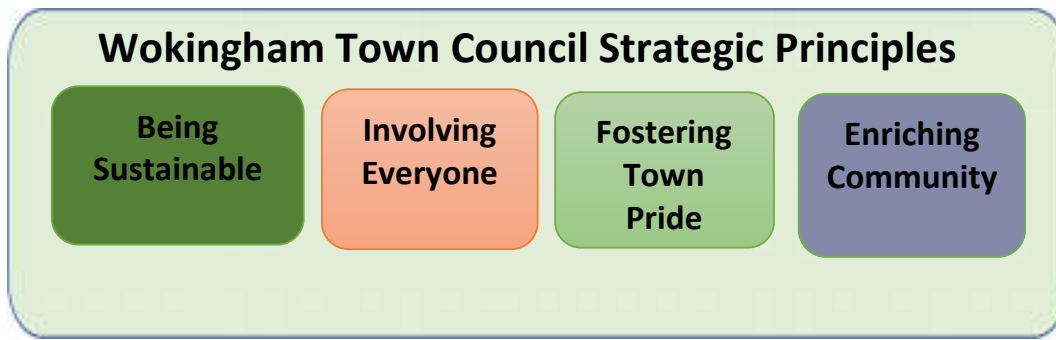 Wokingham Town Council Strategic Principles
Being
Sustainable
Involving
Everyone
Fostering
Town
Pride
Enriching
Community